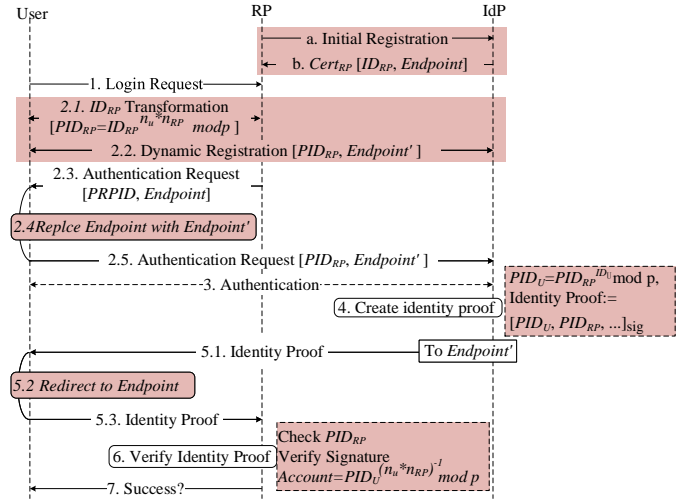 User RP IdP
a. Initial Registration
b. Cert_RP [ID_RP, Endpoint]
1. Login Request
2.1. ID_RP Transformation
[PID_RP=ID_RP^n_u*n_RP modp ]
2.2. Dynamic Registration [PID_RP, Endpoint' ]
2.3. Authentication Request
[PRPID, Endpoint]
2.4Replce Endpoint with Endpoint'
2.5. Authentication Request [PID_RP, Endpoint' ]
3. Authentication
4. Create identity proof
PID_U=PID_RP^ID_U mod p,
Identity Proof:=
[PID_U, PID_RP, ...]_sig
5.1. Identity Proof
To Endpoint'
5.2 Redirect to Endpoint
5.3. Identity Proof
6. Verify Identity Proof
Check PID_RP
Verify Signature
Account=PID_U^(n_u*n_RP)^-1 mod p
7. Success?